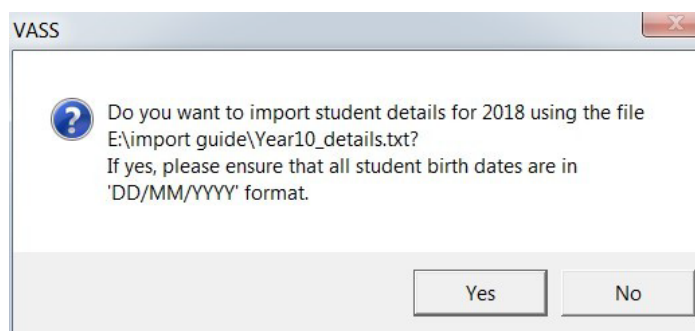 VASS
Do you want to import student details for 2018 using the file
E:\import guide\Year10_details.txt?
If yes, please ensure that all student birth dates are in
'DD/MM/YYYY' format.
Yes
No